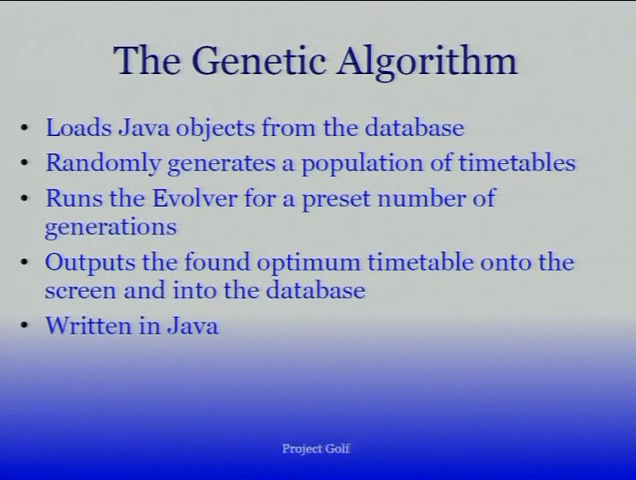 The Genetic Algorithm
• Loads Java objects from the database
• Randomly generates a population of timetables
• Runs the Evolver for a preset number of
generations
• Outputs the found optimum timetable onto the
screen and into the database
• Written in Java
Project Golf